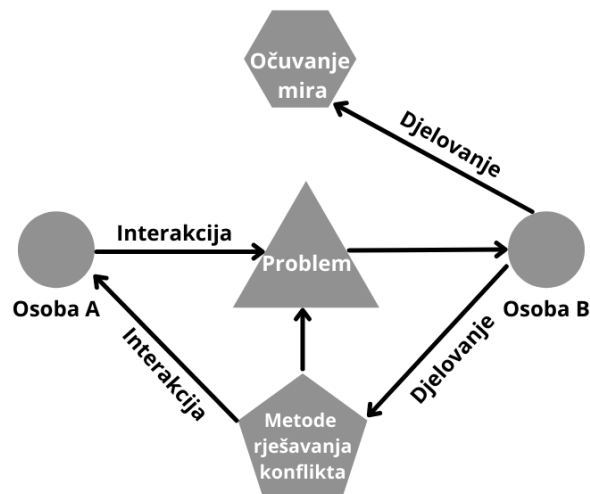 Očuvanje
mira
Djelovanje
Interakcija
Problem
Osoba A
Osoba B
Interakcija
Djelovanje
Metode
rješavanja
konflikta